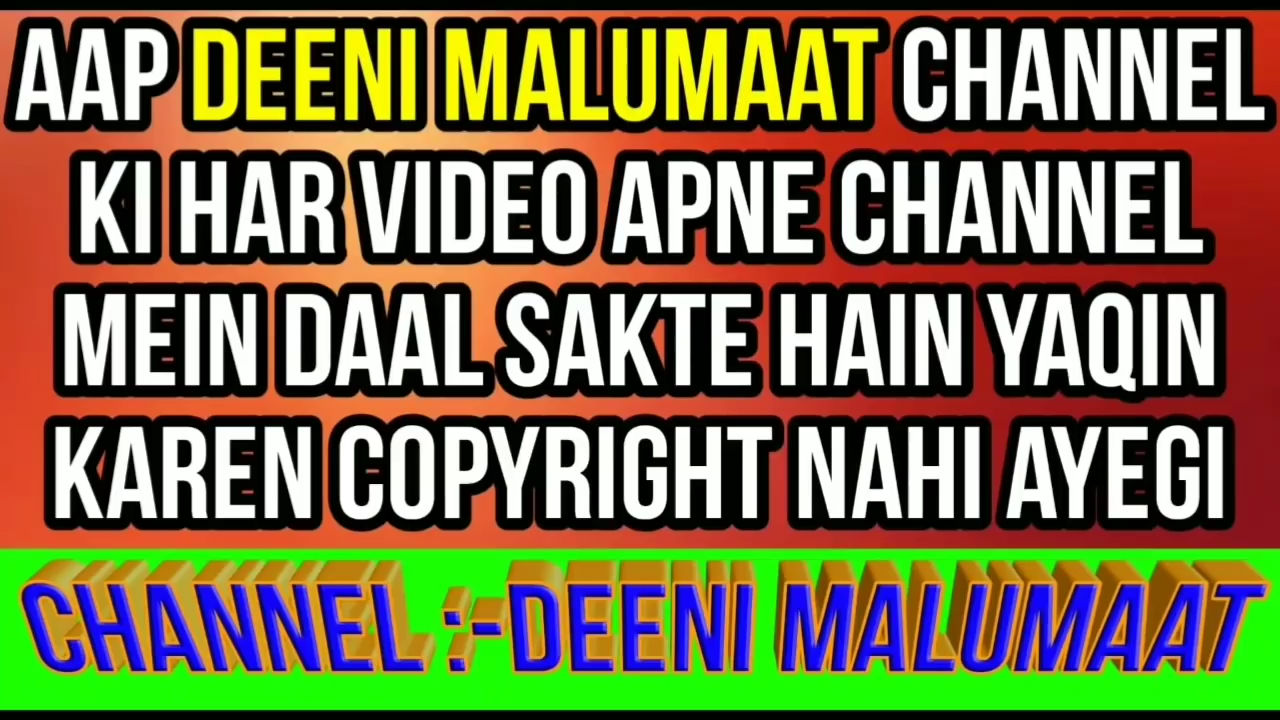 AAP DEENI MALUMAAT CHANNEL
KI HAR VIDEO APNE CHANNEL
MEIN DAAL SAKTE HAIN YAQIN
KAREN COPYRIGHT NAHI AYEGI
CHANNEL :-DEENI MALUMAAT